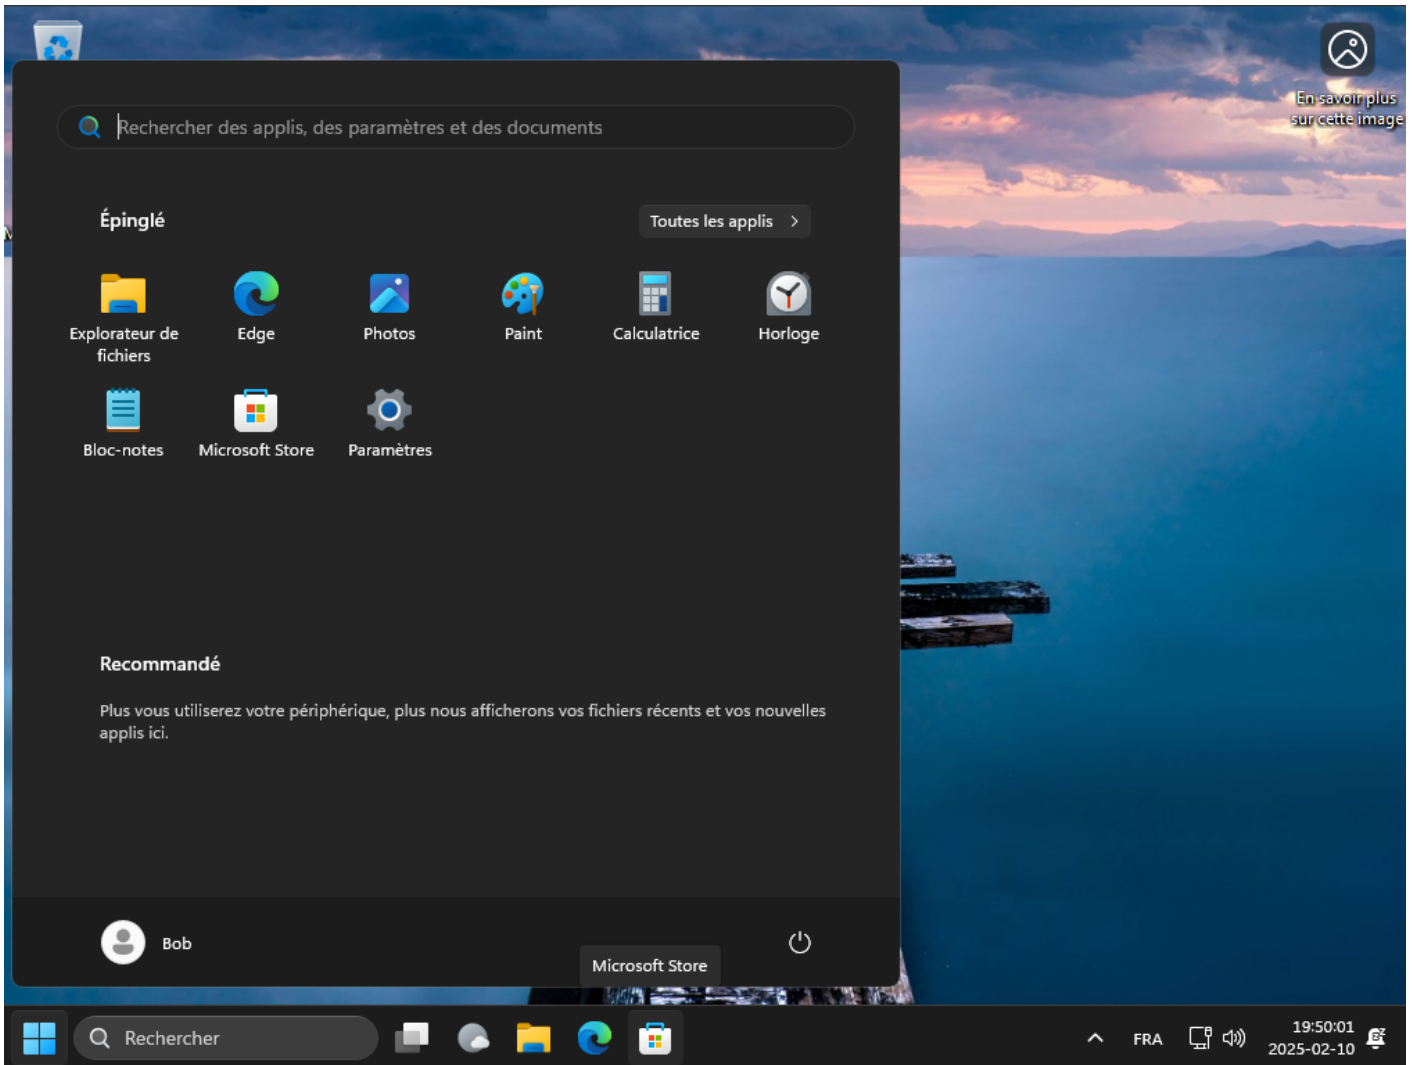 En savoir plus
sur cette image
Rechercher des applis, des paramètres et des documents
Épinglé
Toutes les applis
Explorateur de
fichiers
Edge
Photos
Paint
Calculatrice
Horloge
Bloc-notes
Microsoft Store
Paramètres
Recommandé
Plus vous utiliserez votre périphérique, plus nous afficherons vos fichiers récents et vos nouvelles
applis ici.
Bob
Microsoft Store
Rechercher
FRA
19:50:01
2025-02-10